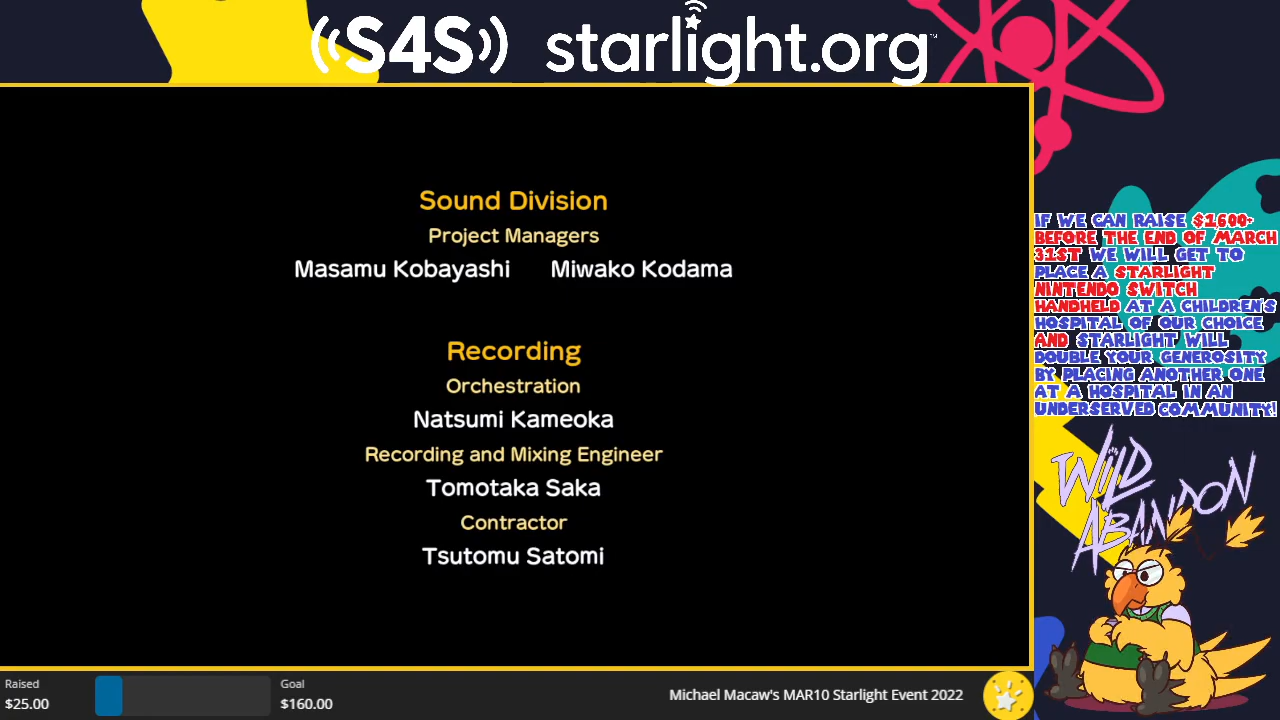 ((S4S)) starlight.org™
Sound Division
Project Managers
Masamu Kobayashi Miwako Kodama
Recording
Orchestration
Natsumi Kameoka
Recording and Mixing Engineer
Tomotaka Saka
Contractor
Tsutomu Satomi
IF WE CAN RAISE $1600+
BEFORE THE END OF MARCH
31ST WE WILL GET TO
PLACE A STARLIGHT
NINTENDO SWITCH
HANDHELD AT A CHILDREN'S
HOSPITAL OF OUR CHOICE
AND STARLIGHT WILL
DOUBLE YOUR GENEROSITY
BY PLACING ANOTHER ONE
AT A HOSPITAL IN AN
UNDERSERVED COMMUNITY!
WILD
ABANDON
Raised
$25.00
Goal
$160.00
Michael Macaw's MAR10 Starlight Event 2022